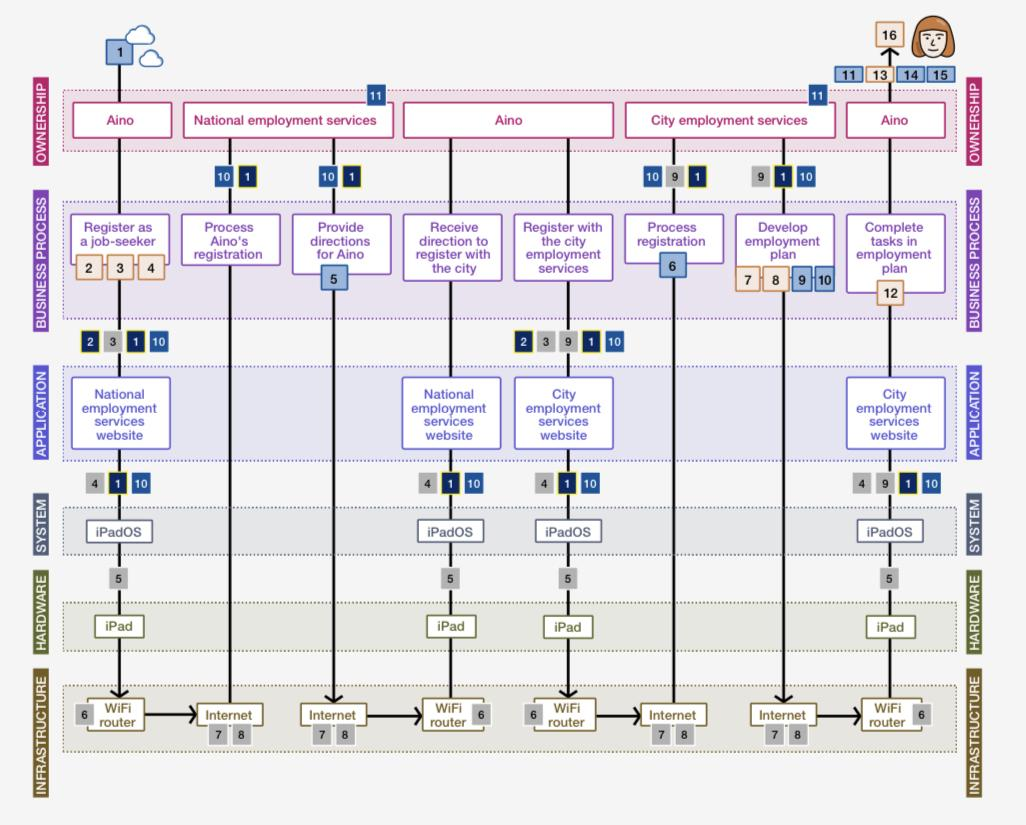 1
16
11 13 14 15
OWNERSHIP
11
11
Aino
National employment services
Aino
City employment services
Aino
OWNERSHIP
10 1
10 1
10 9 1
9 1 10
BUSINESS PROCESS
Register as
a job-seeker
2 3 4
Process
Aino's
registration
Provide
directions
for Aino
5
Receive
direction to
register with
the city
Register with
the city
employment
services
Process
registration
6
Develop
employment
plan
7 8 9 10
Complete
tasks in
employment
plan
12
BUSINESS PROCESS
2 3 1 10
2 3 9 1 10
APPLICATION
National
employment
services
website
National
employment
services
website
City
employment
services
website
City
employment
services
website
APPLICATION
4 1 10
4 1 10
4 1 10
4 9 1 10
SYSTEM
iPadOS
iPadOS
iPadOS
iPadOS
SYSTEM
5
5
5
5
HARDWARE
iPad
iPad
iPad
iPad
HARDWARE
INFRASTRUCTURE
6
WiFi
router
Internet
7 8
Internet
7 8
WiFi
router
6
6
WiFi
router
Internet
7 8
Internet
7 8
WiFi
router
6
INFRASTRUCTURE